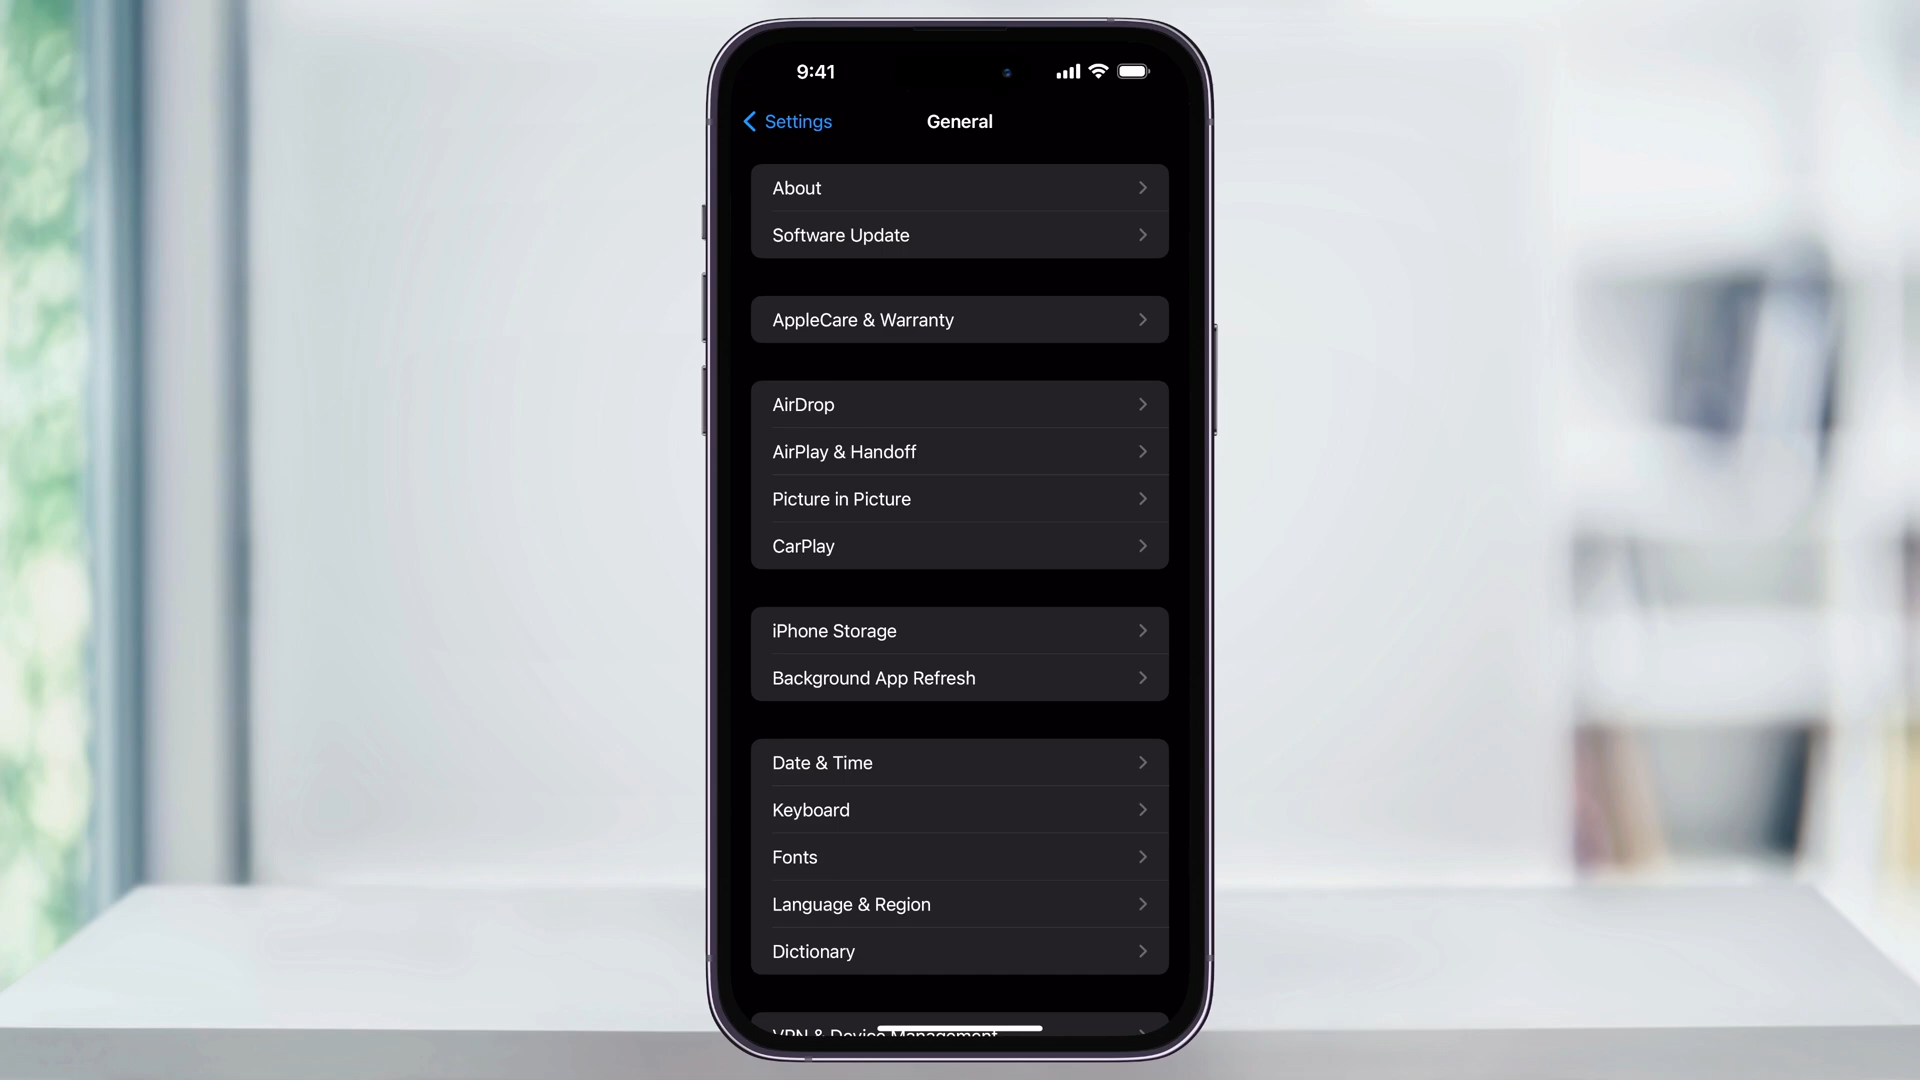 9:41
Settings
General
About
Software Update
AppleCare & Warranty
AirDrop
AirPlay & Handoff
Picture in Picture
CarPlay
iPhone Storage
Background App Refresh
Date & Time
Keyboard
Fonts
Language & Region
Dictionary
VPN & Device Management